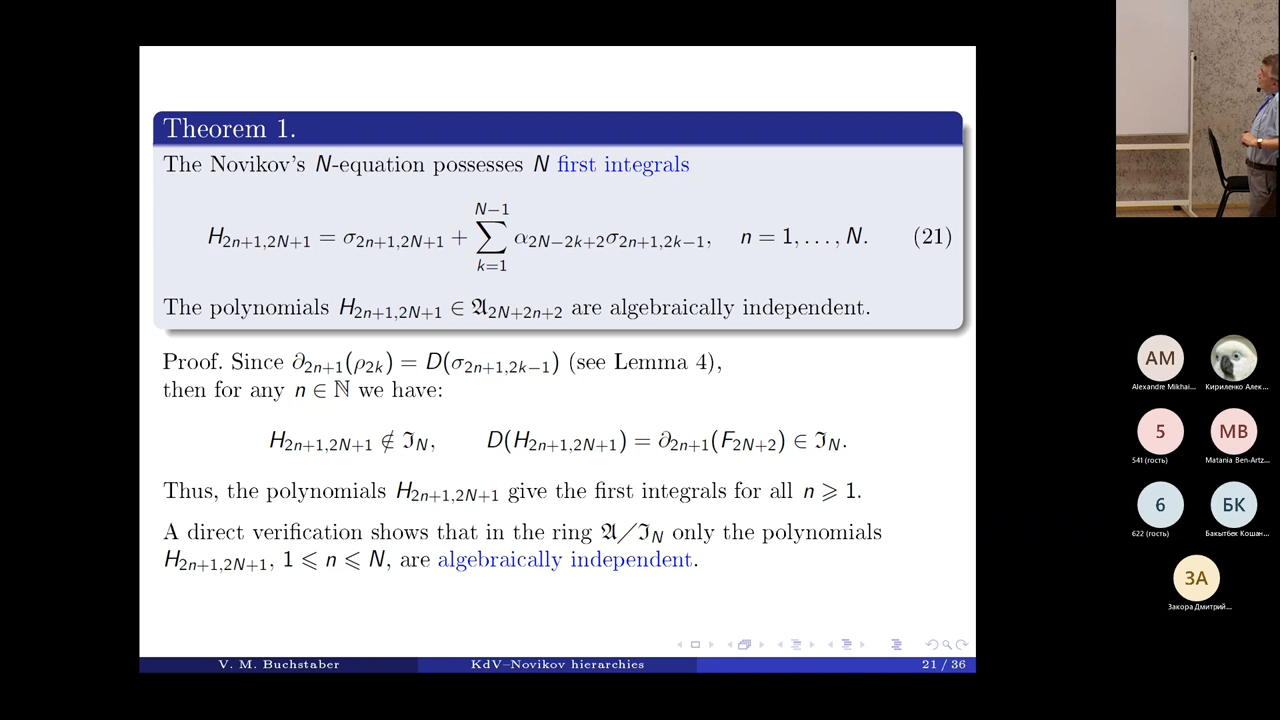 Theorem 1.
The Novikov's N-equation possesses N first integrals
H_{2n+1,2N+1} = σ_{2n+1,2N+1} + \sum_{k=1}^{N−1} α_{2N−2k+2}σ_{2n+1,2k−1}, n = 1, . . . , N. (21)
The polynomials H_{2n+1,2N+1} ∈ 𝔄_{2N+2n+2} are algebraically independent.
Proof. Since ∂_{2n+1}(ρ_{2k}) = D(σ_{2n+1,2k−1}) (see Lemma 4),
then for any n ∈ ℕ we have:
H_{2n+1,2N+1} ∉ ℑ_N, D(H_{2n+1,2N+1}) = ∂_{2n+1}(F_{2N+2}) ∈ ℑ_N.
Thus, the polynomials H_{2n+1,2N+1} give the first integrals for all n ⩾ 1.
A direct verification shows that in the ring 𝔄/ℑ_N only the polynomials
H_{2n+1,2N+1}, 1 ⩽ n ⩽ N, are algebraically independent.
V. M. Buchstaber KdV–Novikov hierarchies 21 / 36
AM
Alexandre Mikhai...
Кириленко Алек...
5
541 (гость)
MB
Matania Ben-Artz...
6
622 (гость)
БК
Бакытбек Кошан...
ЗА
Закора Дмитрий...